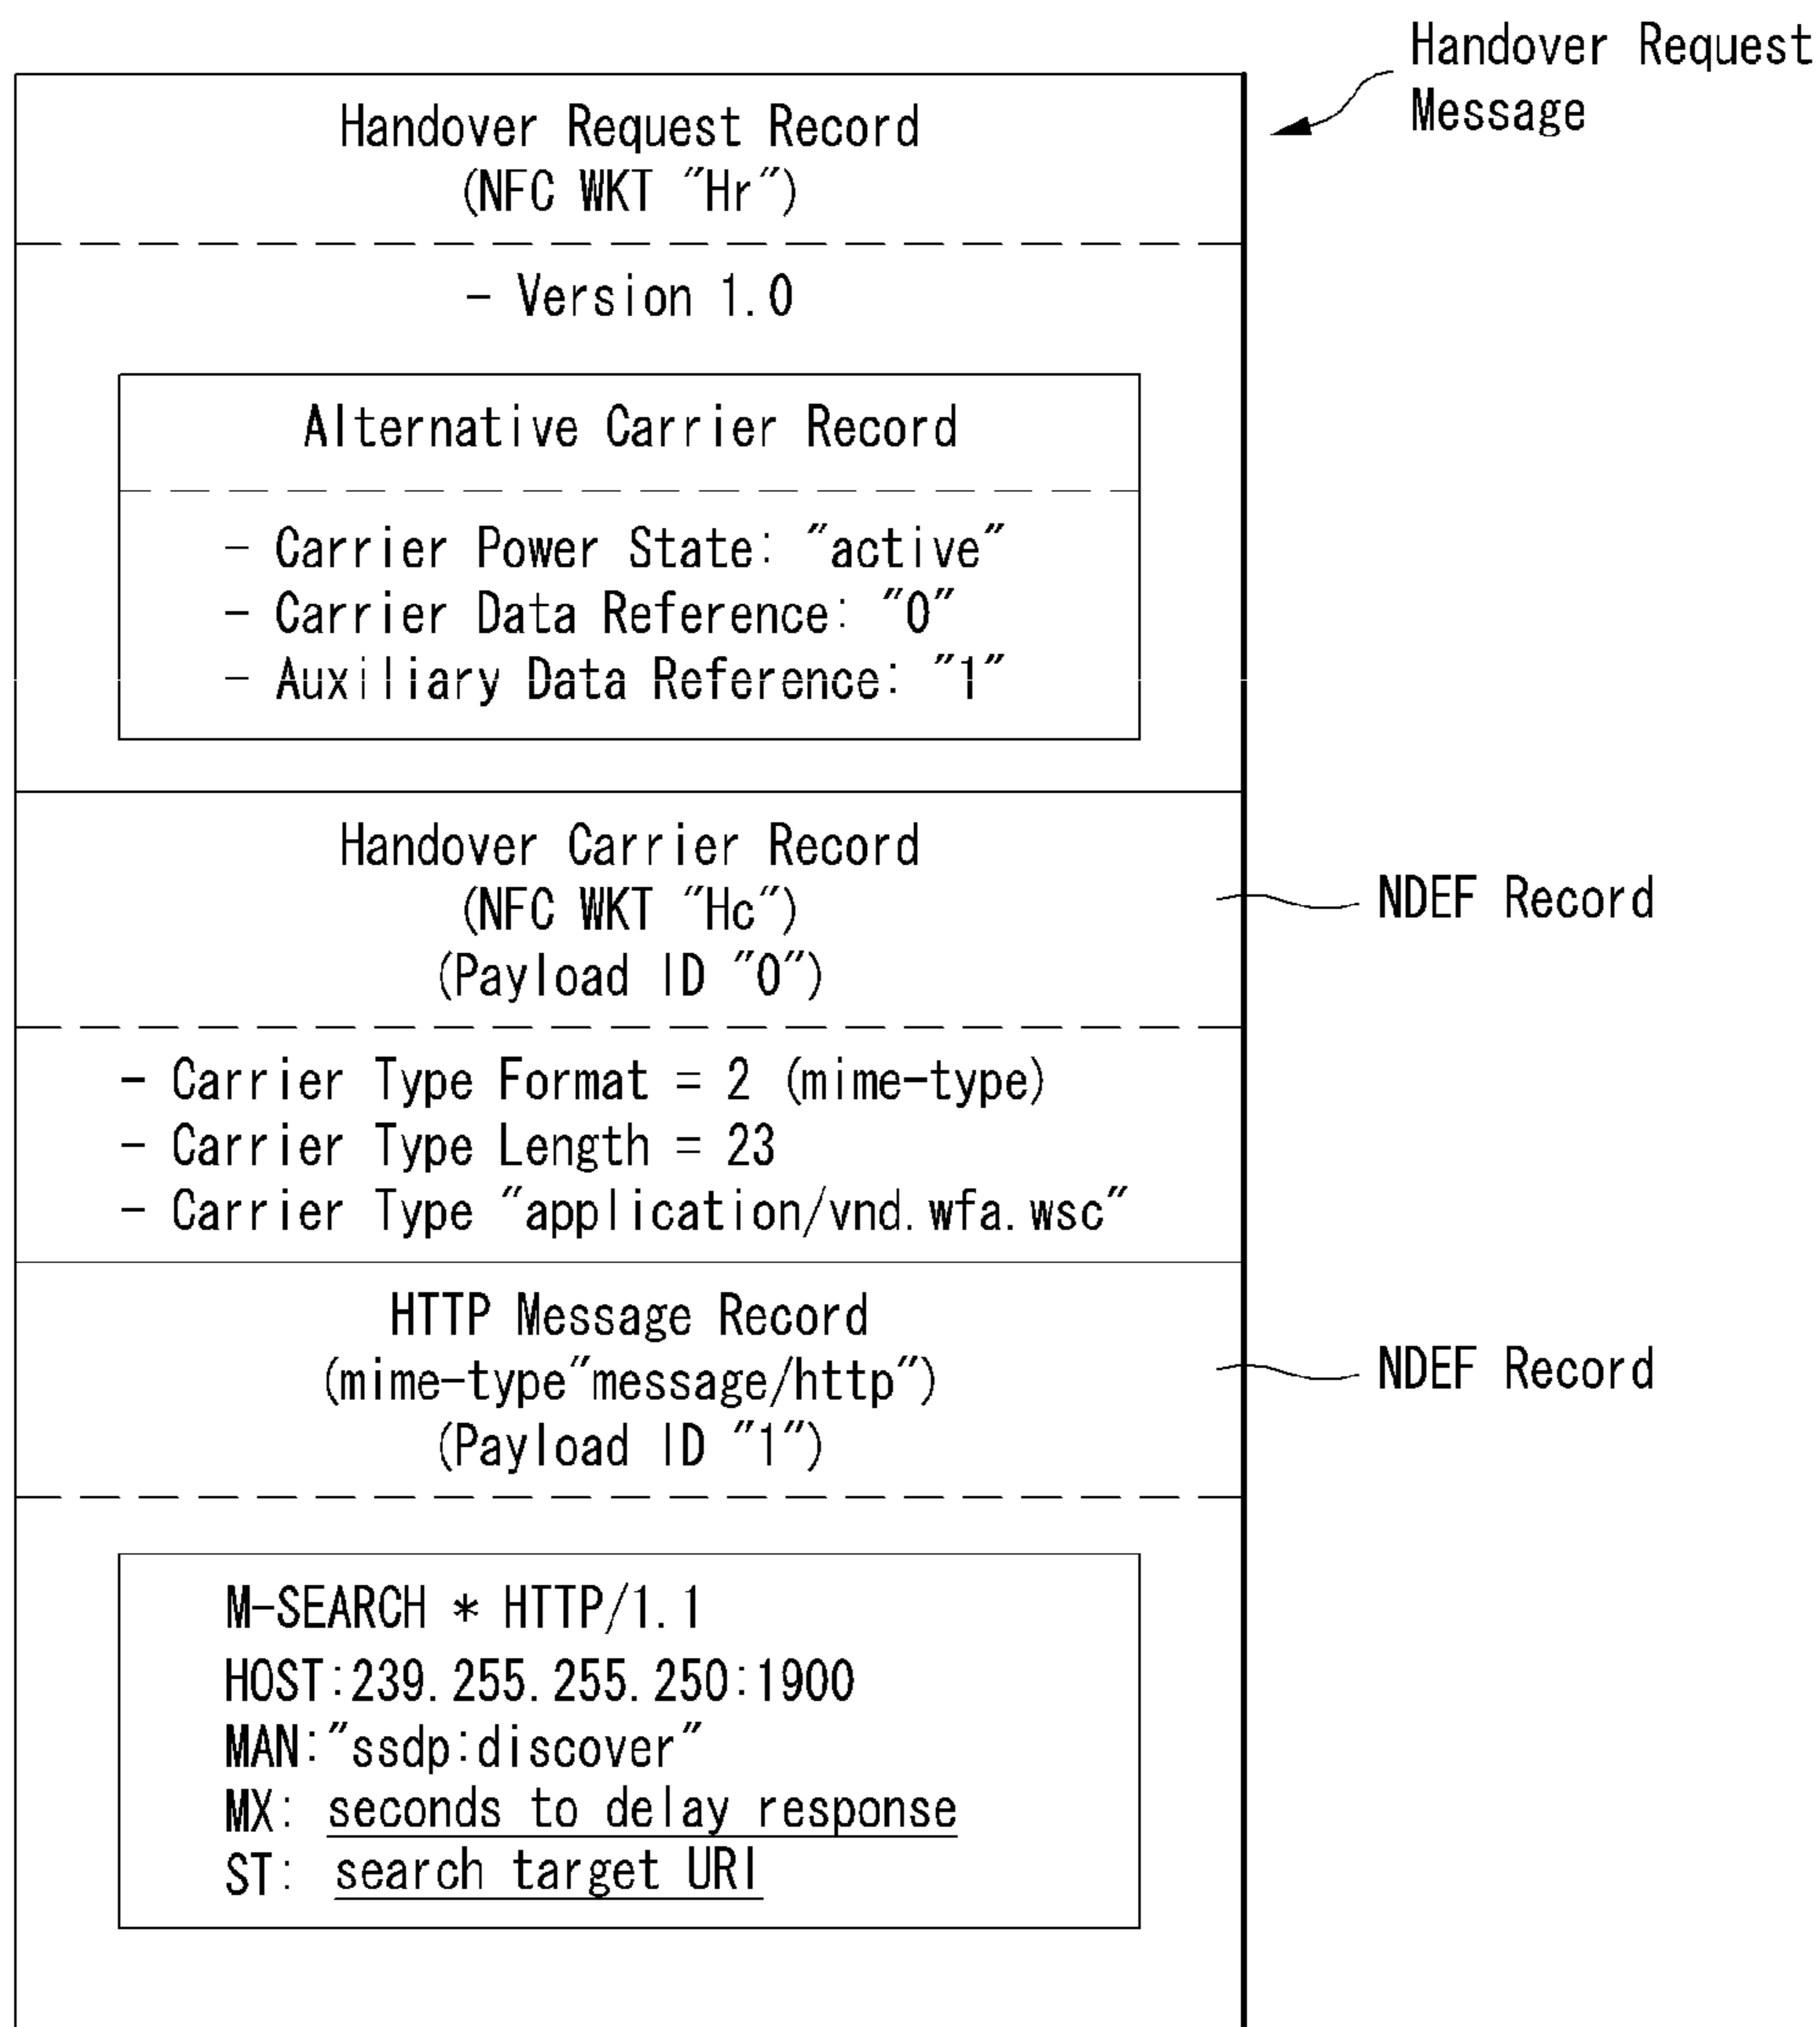 Handover Request
Message
Handover Request Record
(NFC WKT "Hr")
- Version 1.0
Alternative Carrier Record
- Carrier Power State: "active"
- Carrier Data Reference: "0"
- Auxiliary Data Reference: "1"
Handover Carrier Record
(NFC WKT "Hc")
(Payload ID "0")
NDEF Record
- Carrier Type Format = 2 (mime-type)
- Carrier Type Length = 23
- Carrier Type "application/vnd.wfa.wsc"
HTTP Message Record
(mime-type"message/http")
(Payload ID "1")
NDEF Record
M-SEARCH * HTTP/1.1
HOST:239.255.255.250:1900
MAN:"ssdp:discover"
MX: seconds to delay response
ST: search target URI